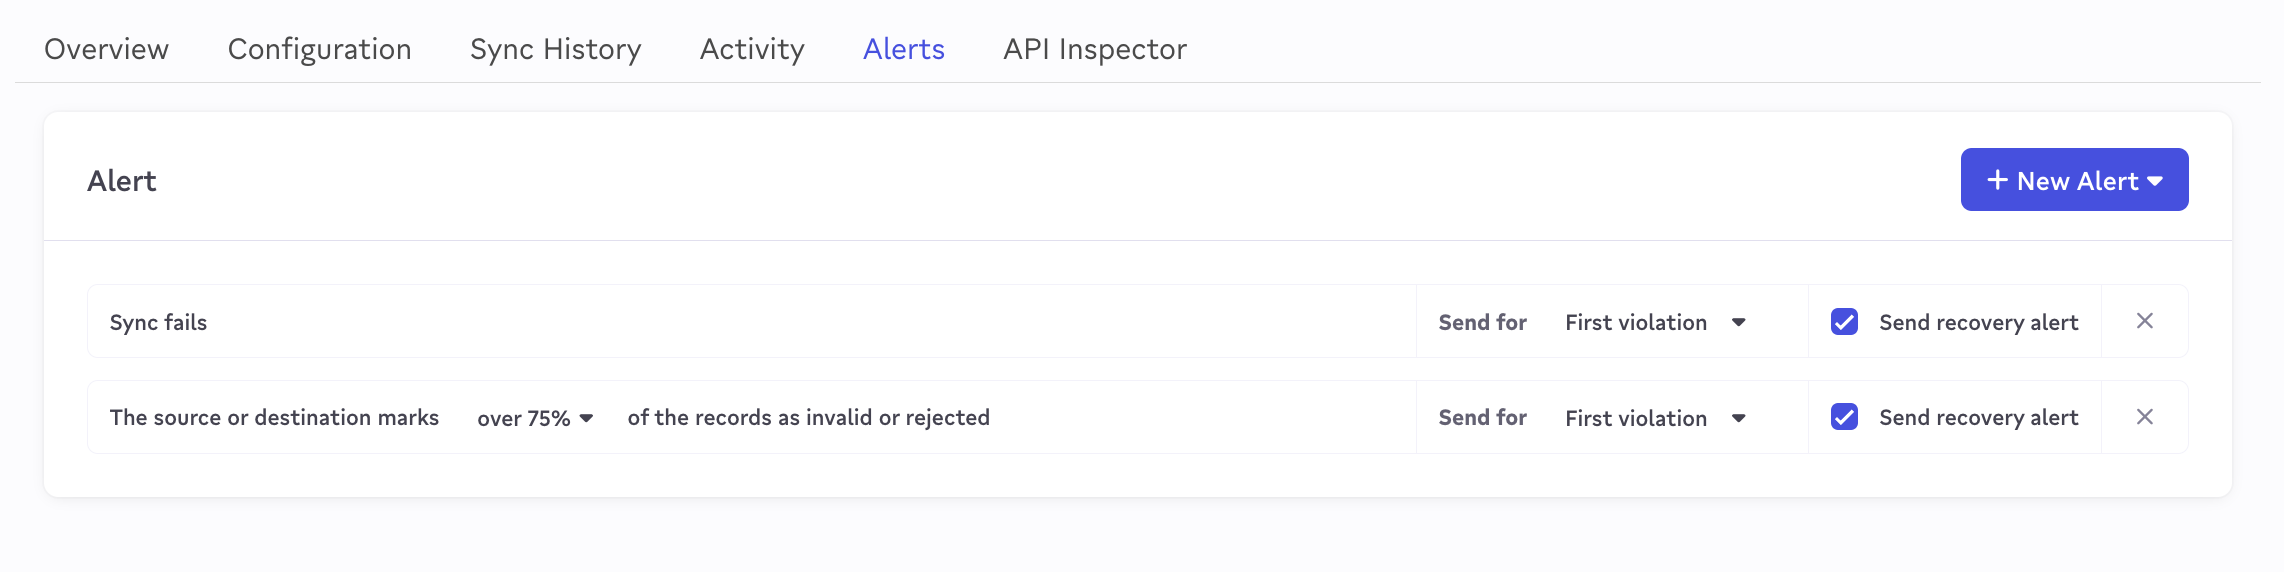 Overview Configuration Sync History Activity Alerts API Inspector
Alert
+ New Alert
Sync fails Send for First violation Send recovery alert
The source or destination marks over 75% of the records as invalid or rejected Send for First violation Send recovery alert